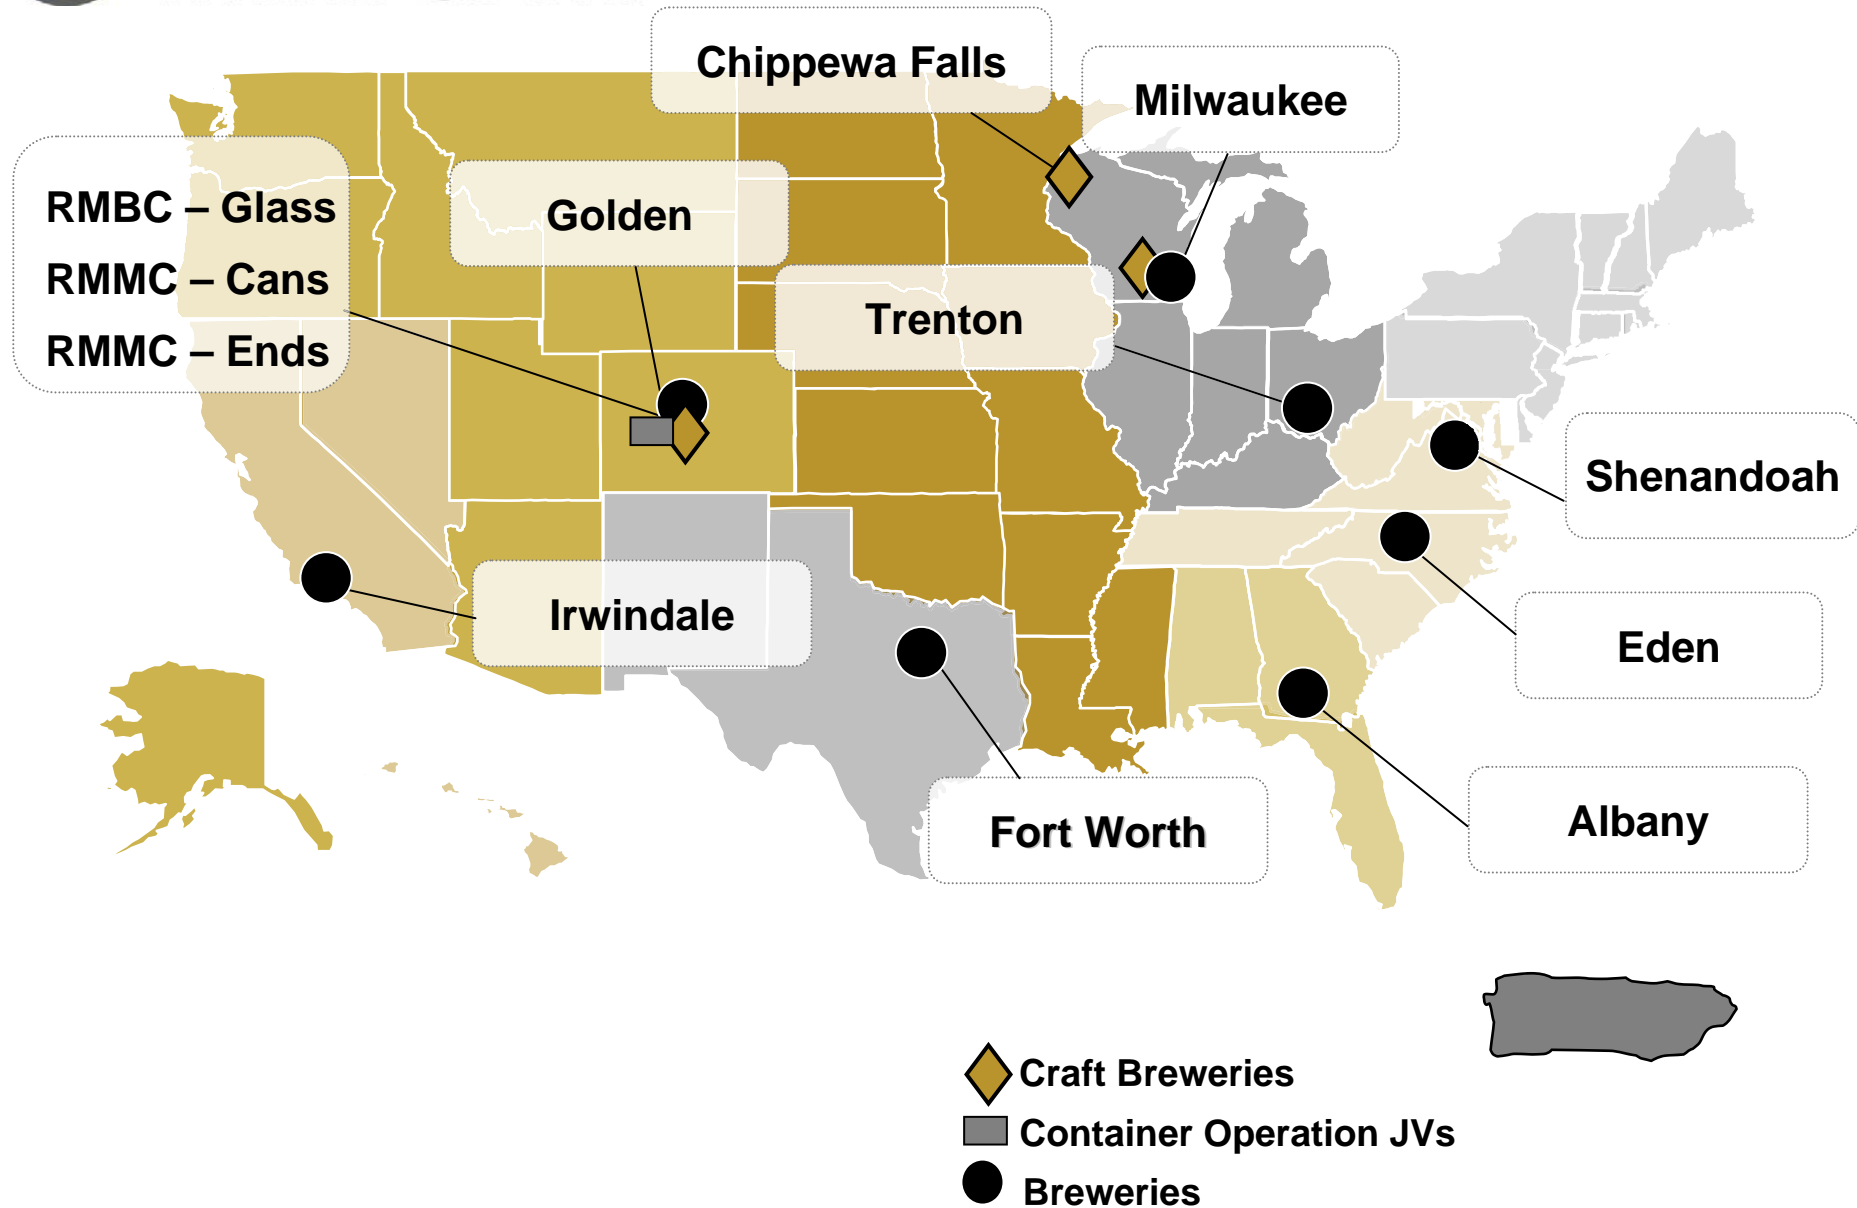 Chippewa Falls
Milwaukee
RMBC – Glass
RMMC – Cans
RMMC – Ends
Golden
Trenton
Shenandoah
Irwindale
Eden
Fort Worth
Albany
Craft Breweries
Container Operation JVs
Breweries